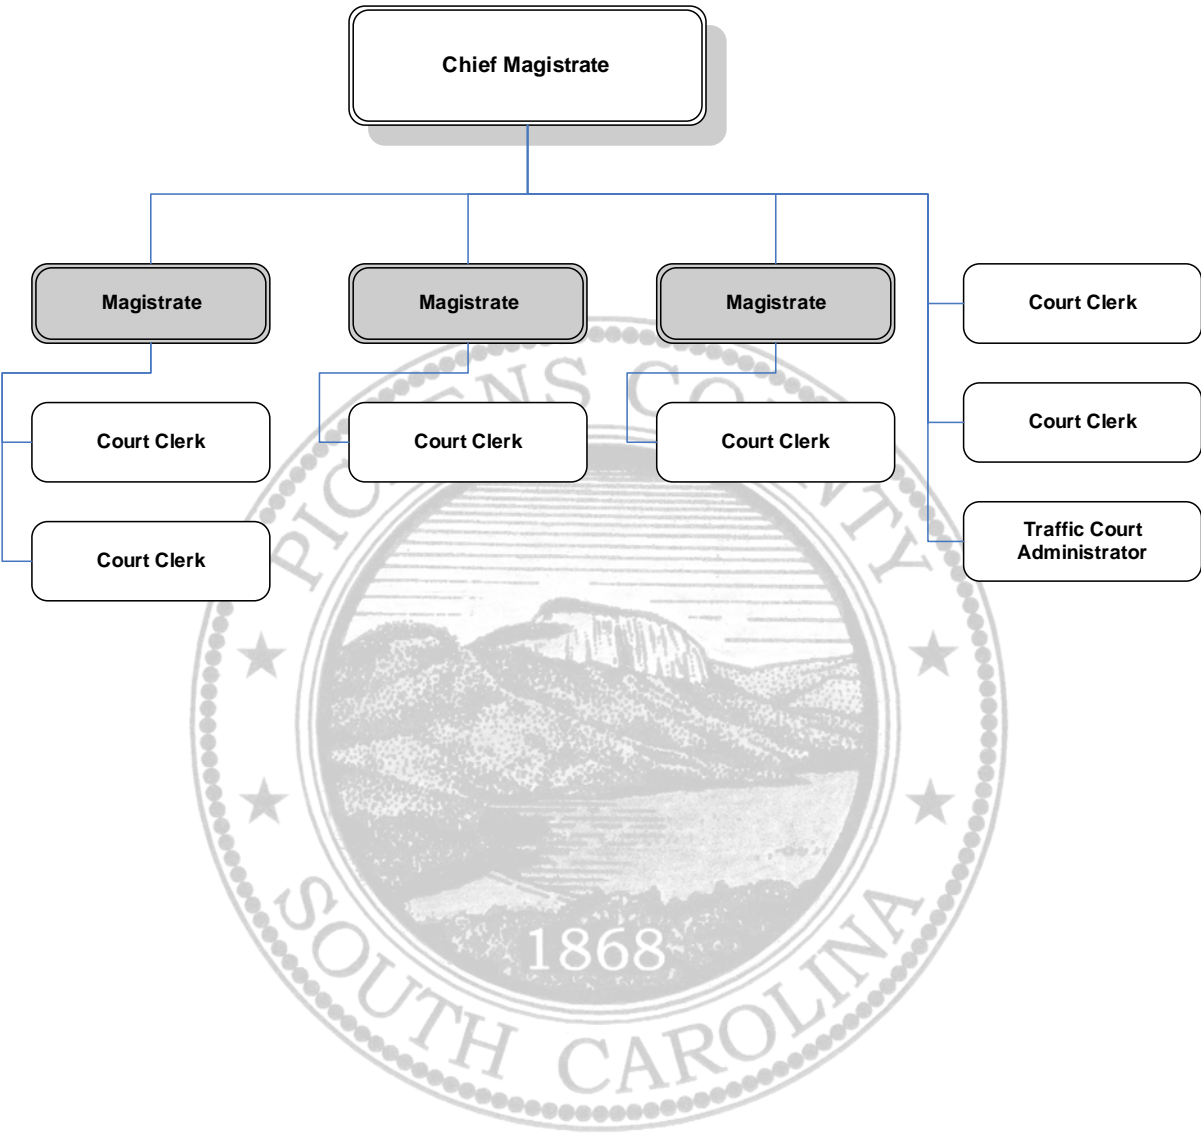 Chief Magistrate
Magistrate
Magistrate
Magistrate
Court Clerk
Court Clerk
Court Clerk
Court Clerk
Court Clerk
Court Clerk
Traffic Court
Administrator
PICKENS COUNTY
1868
SOUTH CAROLINA